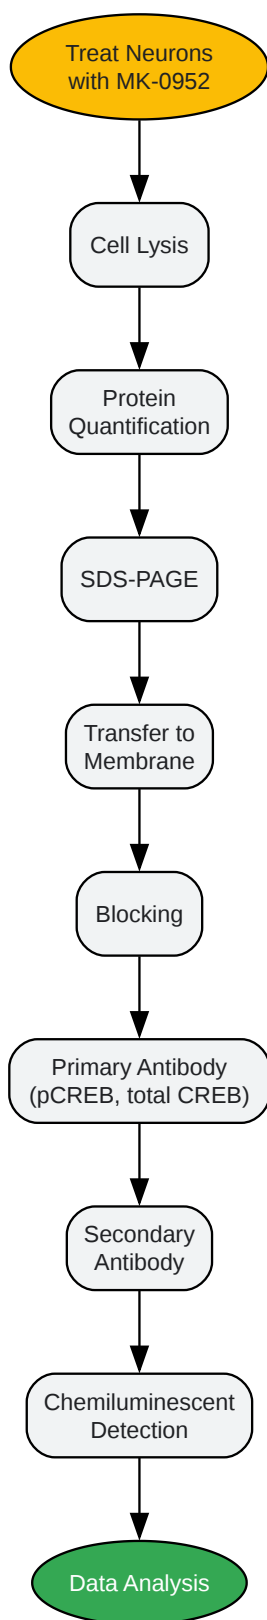 Treat Neurons
with MK-0952
Cell Lysis
Protein
Quantification
SDS-PAGE
Transfer to
Membrane
Blocking
Primary Antibody
(pCREB, total CREB)
Secondary
Antibody
Chemiluminescent
Detection
Data Analysis